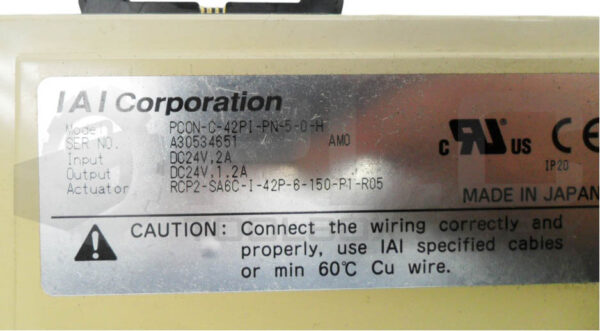 IAI Corporation
Model PCON-C-42PI-PN-5-0-H
SER NO. A30534651 AM0
Input DC24V,2A
Output DC24V,1.2A
Actuator RCP2-SA6C-I-42P-6-150-P1-R05
c RU US CE
IP20
MADE IN JAPAN
CAUTION: Connect the wiring correctly and
properly, use IAI specified cables
or min 60℃ Cu wire.